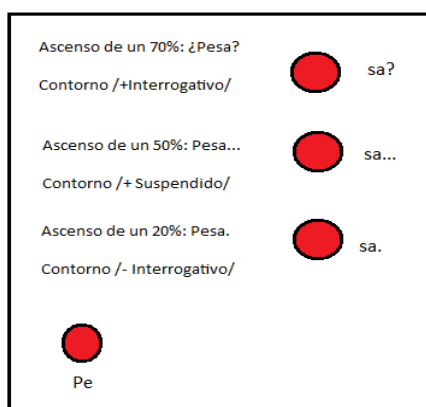 Ascenso de un 70%: ¿Pesa?
sa?
Contorno /+Interrogativo/
Ascenso de un 50%: Pesa...
sa...
Contorno /+ Suspendido/
Ascenso de un 20%: Pesa.
sa.
Contorno /- Interrogativo/
Pe